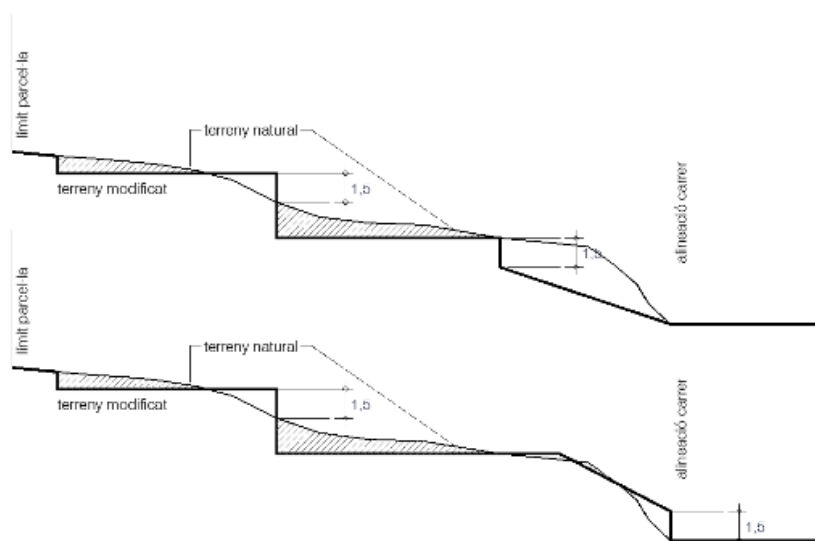 límit parcel·la
terreny natural
terreny modificat
1,5
1,5
alineació carrer
límit parcel·la
terreny natural
terreny modificat
1,5
alineació carrer
1,5